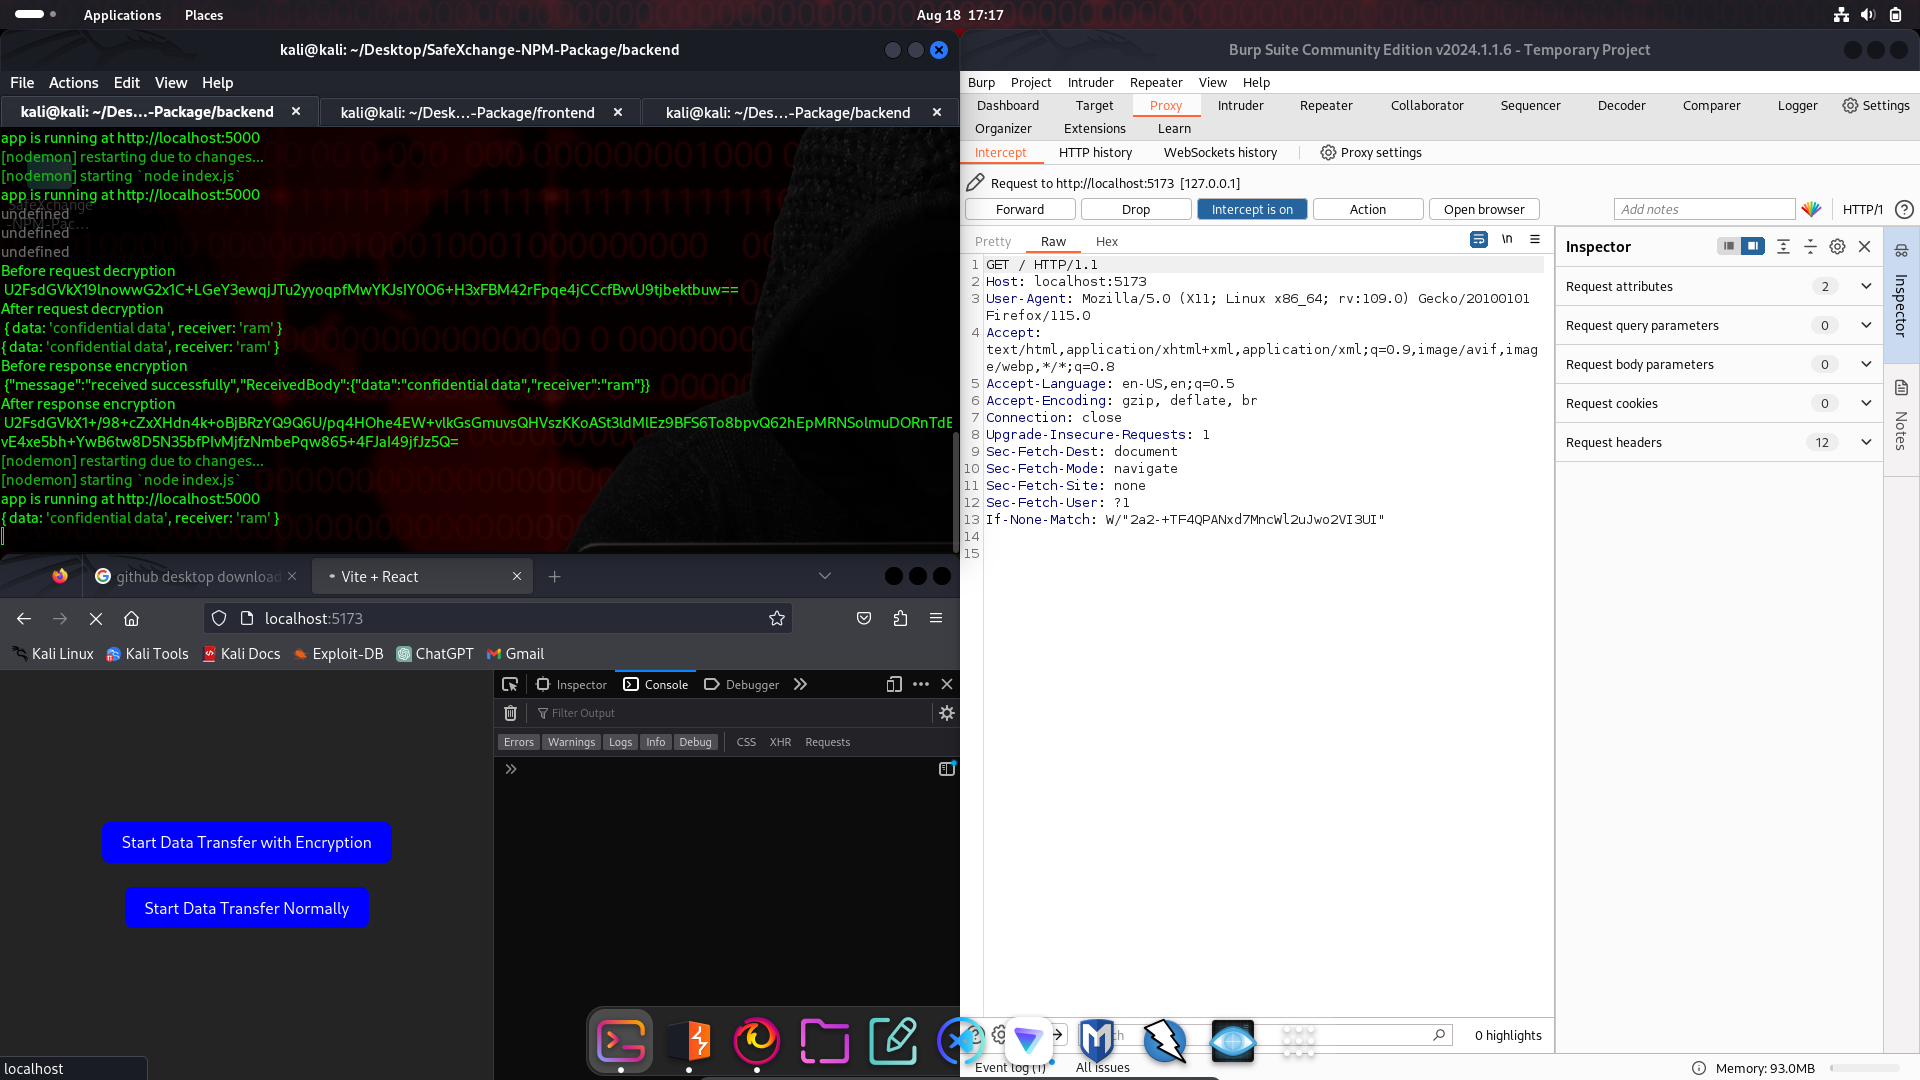 Applications Places
Aug 18 17:17
kali@kali: ~/Desktop/SafeXchange-NPM-Package/backend
File Actions Edit View Help
kali@kali: ~/Des...-Package/backend
kali@kali: ~/Desk...-Package/frontend
kali@kali: ~/Des...-Package/backend
app is running at http://localhost:5000
[nodemon] restarting due to changes...
[nodemon] starting `node index.js`
app is running at http://localhost:5000
SafeXchange
undefined
-NPM-Pac...
undefined
undefined
Before request decryption
U2FsdGVkX19lnowwG2x1C+LGeY3ewqjJTu2yyoqpfMwYKJsIY0O6+H3xFBM42rFpqe4jCCcfBvvU9tjbektbuw==
After request decryption
{ data: 'confidential data', receiver: 'ram' }
{ data: 'confidential data', receiver: 'ram' }
Before response encryption
{"message":"received successfully","ReceivedBody":{"data":"confidential data","receiver":"ram"}}
After response encryption
U2FsdGVkX1+/98+cZxXHdn4k+oBjBRzYQ9Q6U/pq4HOhe4EW+vlkGsGmuvsQHVszKKoASt3ldMlEz9BFS6To8bpvQ62hEpMRNSolmuDORnTdE
vE4xe5bh+YwB6tw8D5N35bfPIvMjfzNmbePqw865+4FJaI49jfJz5Q=
[nodemon] restarting due to changes...
[nodemon] starting `node index.js`
app is running at http://localhost:5000
{ data: 'confidential data', receiver: 'ram' }
github desktop download
Vite + React
localhost:5173
Kali Linux Kali Tools Kali Docs Exploit-DB ChatGPT Gmail
Inspector Console Debugger
Filter Output
Errors Warnings Logs Info Debug CSS XHR Requests
Start Data Transfer with Encryption
Start Data Transfer Normally
localhost
Burp Suite Community Edition v2024.1.1.6 - Temporary Project
Burp Project Intruder Repeater View Help
Dashboard Target Proxy Intruder Repeater Collaborator Sequencer Decoder Comparer Logger Settings
Organizer Extensions Learn
Intercept HTTP history WebSockets history Proxy settings
Request to http://localhost:5173 [127.0.0.1]
Forward Drop Intercept is on Action Open browser Add notes HTTP/1
Pretty Raw Hex \n
1 GET / HTTP/1.1
2 Host: localhost:5173
3 User-Agent: Mozilla/5.0 (X11; Linux x86_64; rv:109.0) Gecko/20100101
Firefox/115.0
4 Accept:
text/html,application/xhtml+xml,application/xml;q=0.9,image/avif,imag
e/webp,*/*;q=0.8
5 Accept-Language: en-US,en;q=0.5
6 Accept-Encoding: gzip, deflate, br
7 Connection: close
8 Upgrade-Insecure-Requests: 1
9 Sec-Fetch-Dest: document
10 Sec-Fetch-Mode: navigate
11 Sec-Fetch-Site: none
12 Sec-Fetch-User: ?1
13 If-None-Match: W/"2a2-+TF4QPANxd7MncWl2uJwo2VI3UI"
14
15
Inspector
Request attributes 2
Request query parameters 0
Request body parameters 0
Request cookies 0
Request headers 12
Inspector
Notes
0 highlights
Event log (1) All issues
Memory: 93.0MB